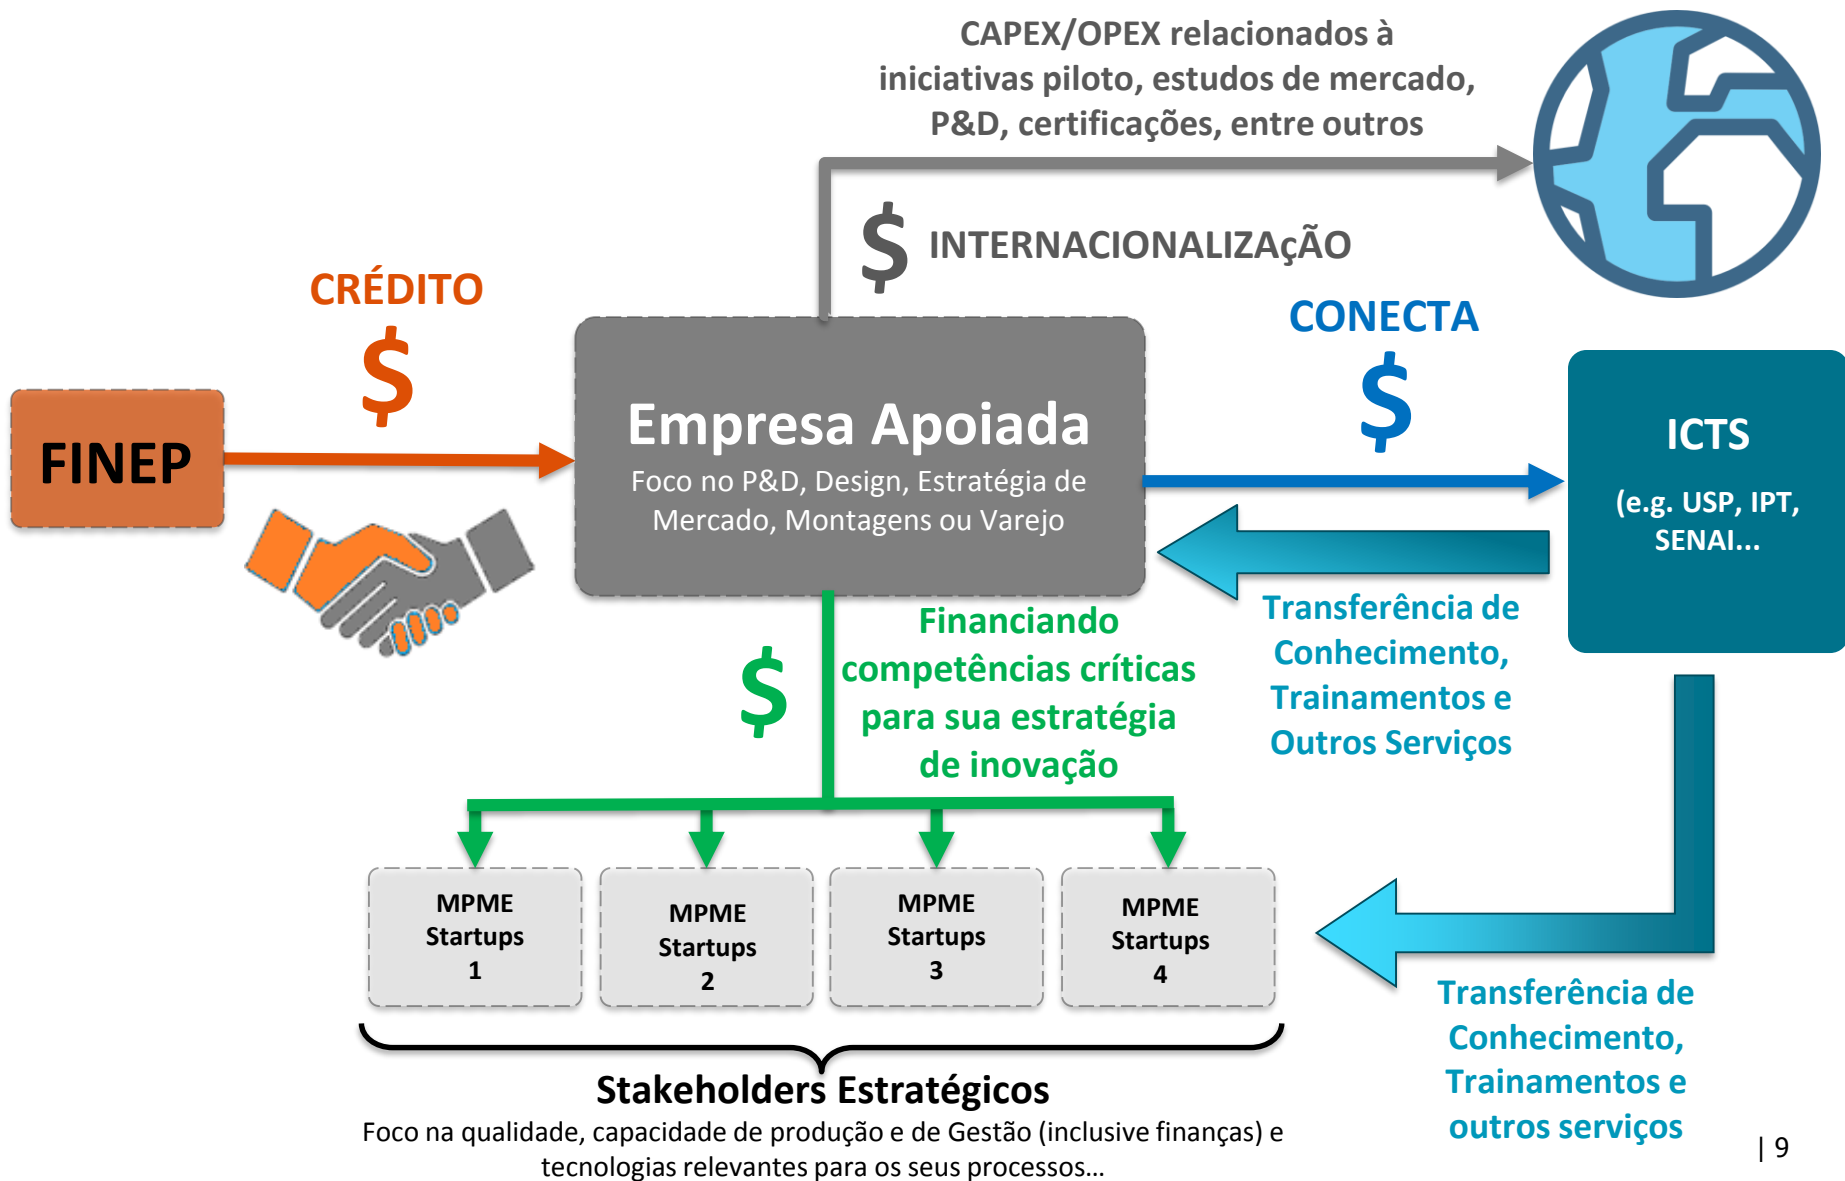 CAPEX/OPEX relacionados à
iniciativas piloto, estudos de mercado,
P&D, certificações, entre outros
$ INTERNACIONALIZAçÃO
CRÉDITO
$
CONECTA
$
FINEP
Empresa Apoiada
Foco no P&D, Design, Estratégia de
Mercado, Montagens ou Varejo
ICTS
(e.g. USP, IPT,
SENAI...
$
Financiando
competências críticas
para sua estratégia
de inovação
Transferência de
Conhecimento,
Trainamentos e
Outros Serviços
MPME
Startups
1
MPME
Startups
2
MPME
Startups
3
MPME
Startups
4
Transferência de
Conhecimento,
Trainamentos e
outros serviços
Stakeholders Estratégicos
Foco na qualidade, capacidade de produção e de Gestão (inclusive finanças) e
tecnologias relevantes para os seus processos...
| 9